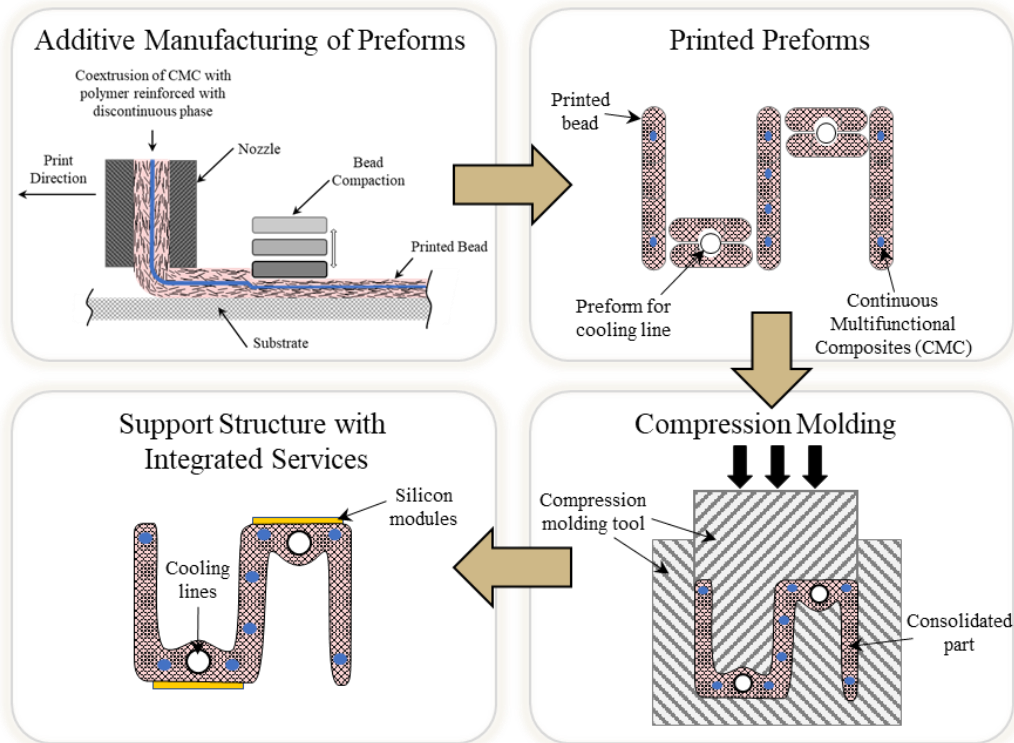 Additive Manufacturing of Preforms
Coextrusion of CMC with
polymer reinforced with
discontinuous phase
Print
Direction
Nozzle
Bead
Compaction
Printed Bead
Substrate
Printed Preforms
Printed
bead
Preform for
cooling line
Continuous
Multifunctional
Composites (CMC)
Support Structure with
Integrated Services
Silicon
modules
Cooling
lines
Compression Molding
Compression
molding tool
Consolidated
part